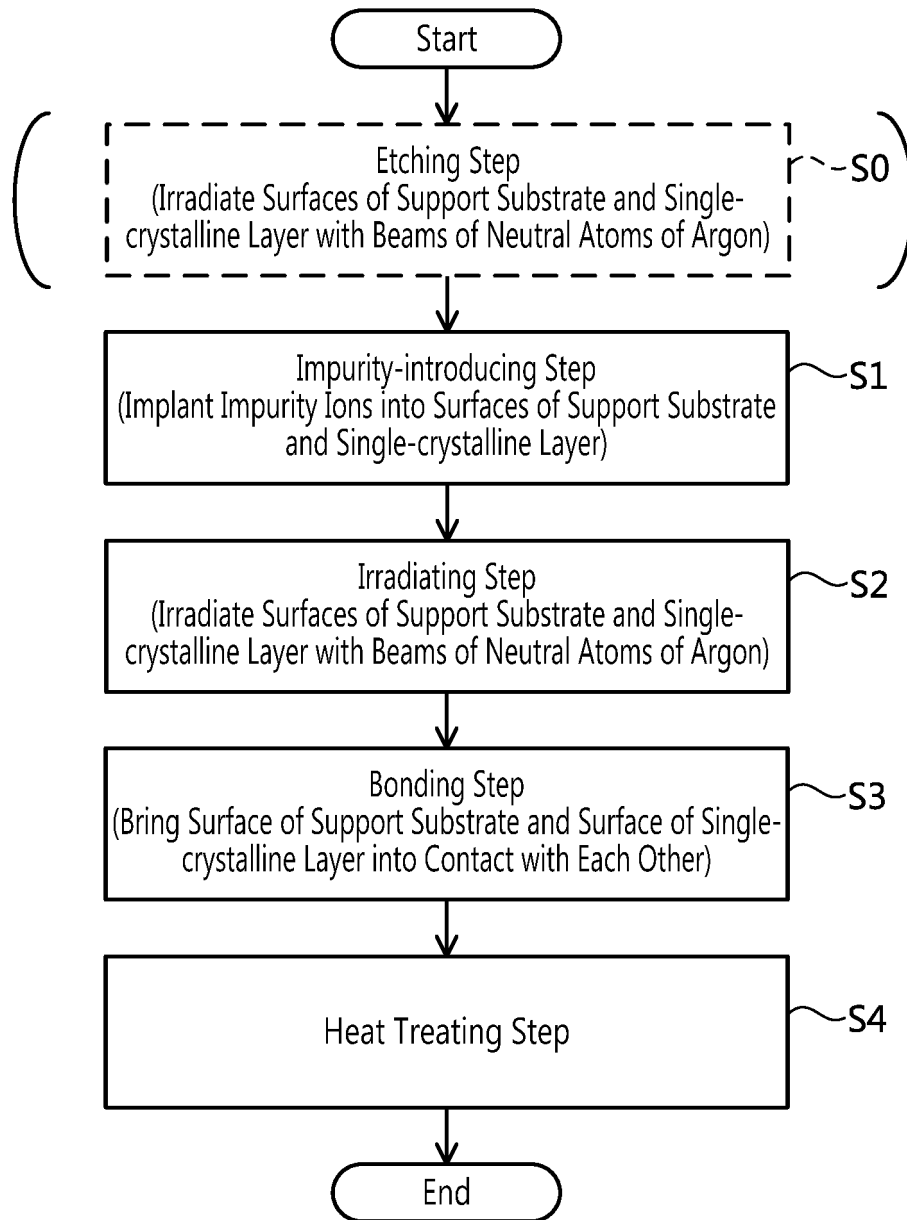 Start
Etching Step
(Irradiate Surfaces of Support Substrate and Single-
crystalline Layer with Beams of Neutral Atoms of Argon)
S0
Impurity-introducing Step
(Implant Impurity Ions into Surfaces of Support Substrate
and Single-crystalline Layer)
S1
Irradiating Step
(Irradiate Surfaces of Support Substrate and Single-
crystalline Layer with Beams of Neutral Atoms of Argon)
S2
Bonding Step
(Bring Surface of Support Substrate and Surface of Single-
crystalline Layer into Contact with Each Other)
S3
Heat Treating Step
S4
End